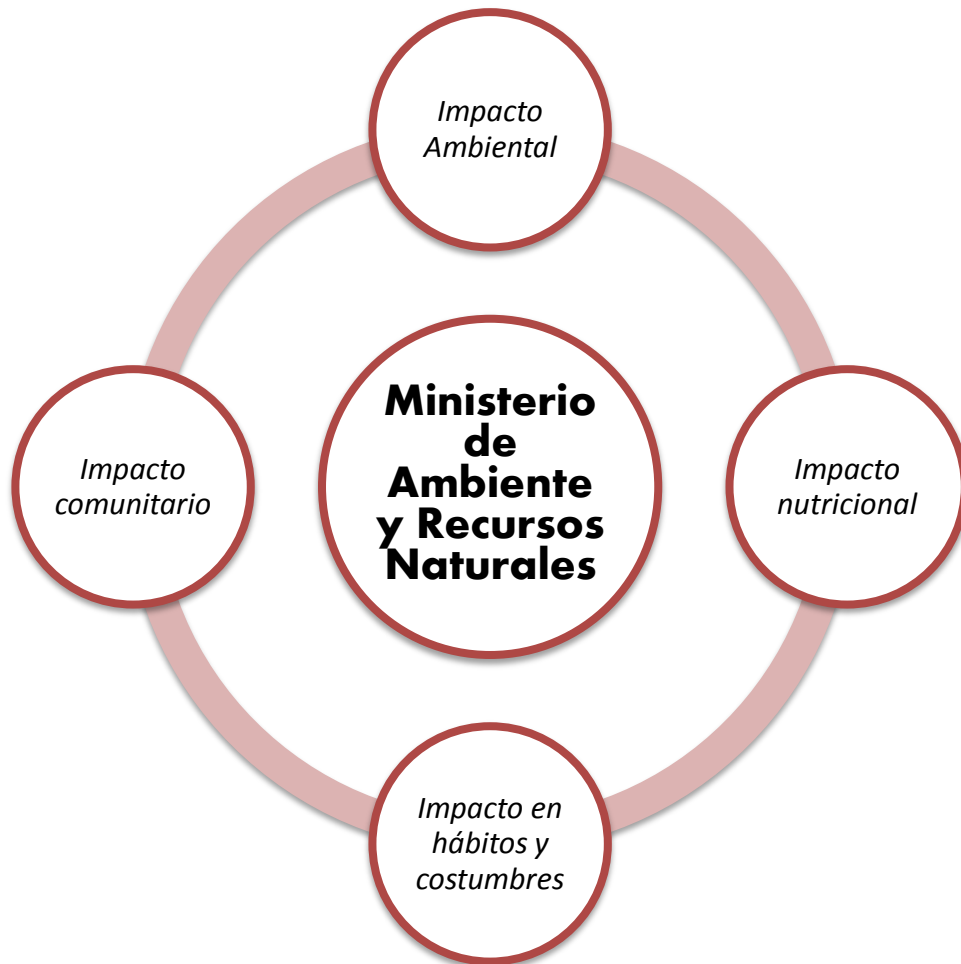 Impacto
Ambiental
Ministerio
de
Ambiente
y Recursos
Naturales
Impacto
comunitario
Impacto
nutricional
Impacto en
hábitos y
costumbres